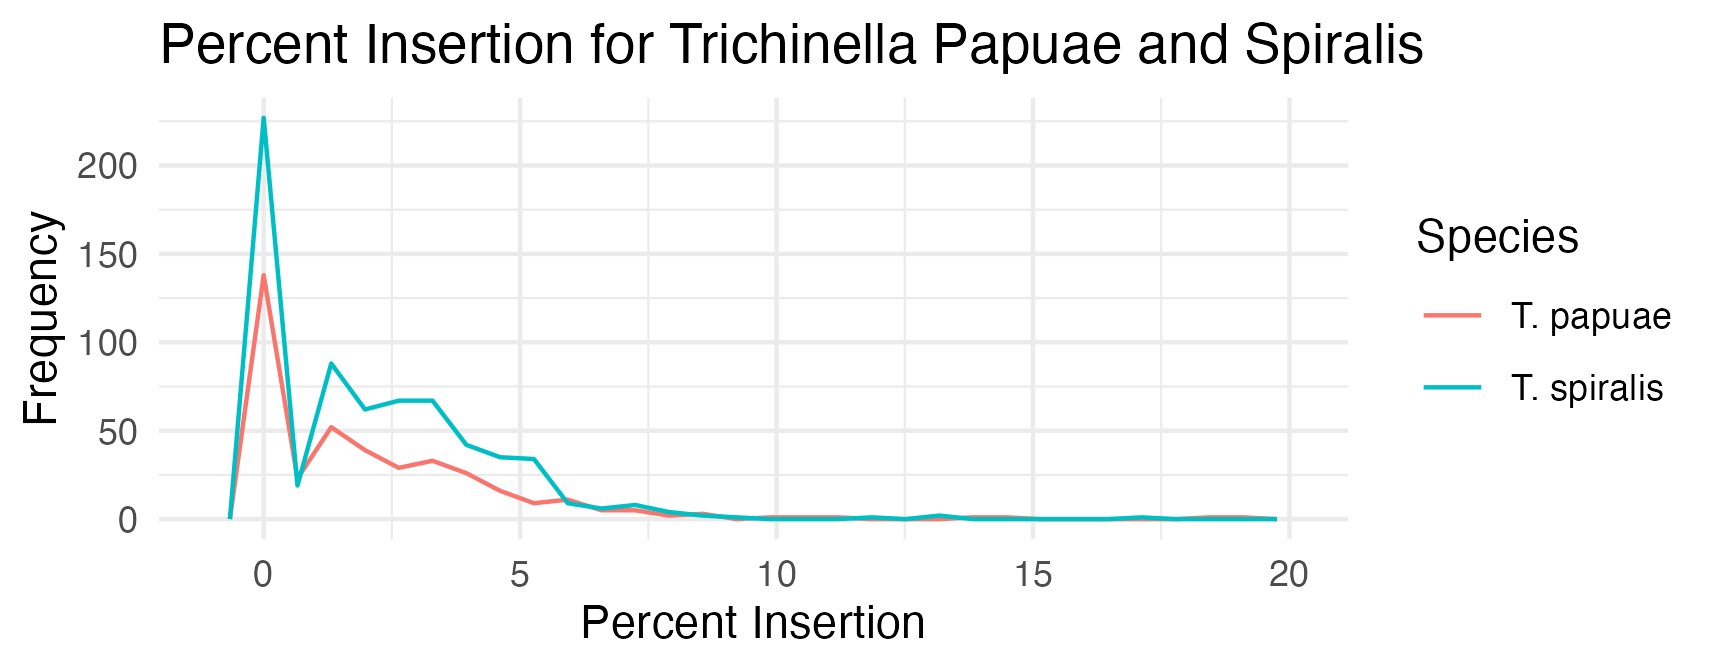 Percent Insertion for Trichinella Papuae and Spiralis
Frequency
200
150
100
50
0
0 5 10 15 20
Percent Insertion
Species
T. papuae
T. spiralis